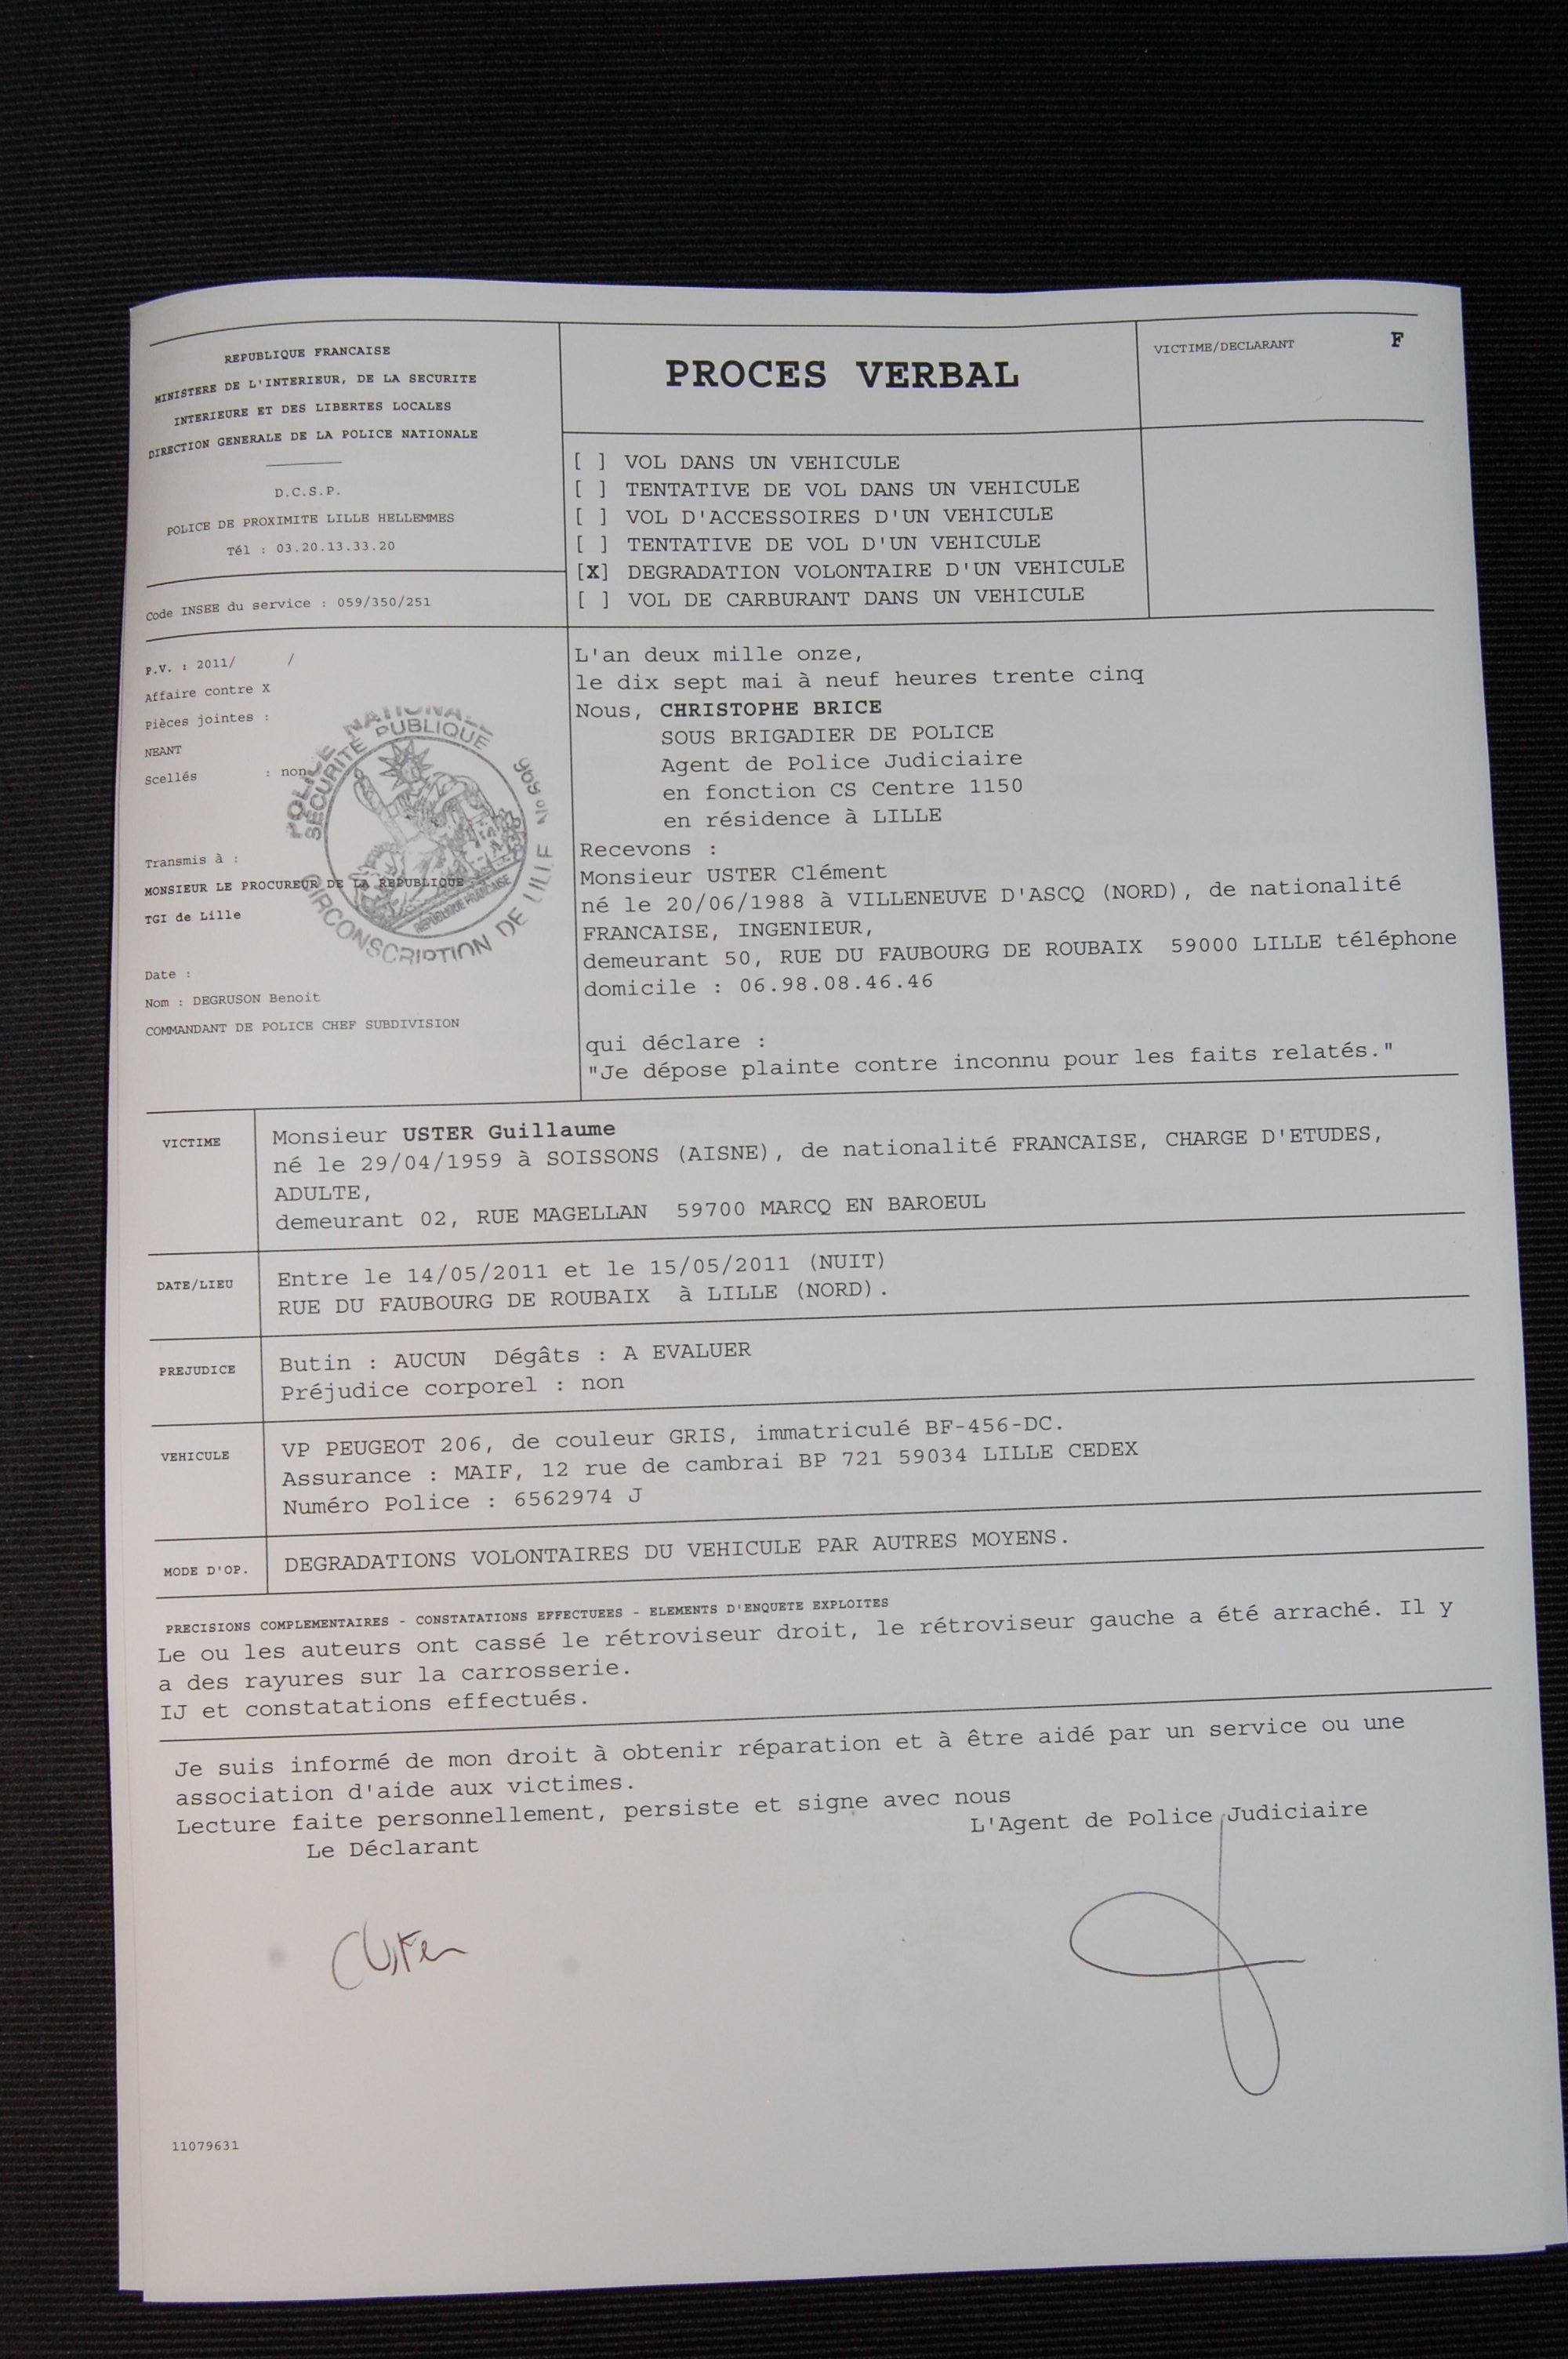 REPUBLIQUE FRANCAISE
MINISTERE DE L'INTERIEUR, DE LA SECURITE
INTERIEURE ET DES LIBERTES LOCALES
DIRECTION GENERALE DE LA POLICE NATIONALE
D.C.S.P.
POLICE DE PROXIMITE LILLE HELLEMMES
Tél : 03.20.13.33.20
Code INSEE du service : 059/350/251
PROCES VERBAL
VICTIME/DECLARANT F
[ ] VOL DANS UN VEHICULE
[ ] TENTATIVE DE VOL DANS UN VEHICULE
[ ] VOL D'ACCESSOIRES D'UN VEHICULE
[ ] TENTATIVE DE VOL D'UN VEHICULE
[X] DEGRADATION VOLONTAIRE D'UN VEHICULE
[ ] VOL DE CARBURANT DANS UN VEHICULE
P.V. : 2011/ /
Affaire contre X
Pièces jointes :
NEANT
Scellés : non
Transmis à :
MONSIEUR LE PROCUREUR DE LA REPUBLIQUE
TGI de Lille
Date :
Nom : DEGRUSON Benoit
COMMANDANT DE POLICE CHEF SUBDIVISION
POLICE NATIONALE
SÉCURITÉ PUBLIQUE
No 696
CIRCONSCRIPTION DE LILLE
REPUBLIQUE FRANCAISE
L'an deux mille onze,
le dix sept mai à neuf heures trente cinq
Nous, CHRISTOPHE BRICE
SOUS BRIGADIER DE POLICE
Agent de Police Judiciaire
en fonction CS Centre 1150
en résidence à LILLE
Recevons :
Monsieur USTER Clément
né le 20/06/1988 à VILLENEUVE D'ASCQ (NORD), de nationalité
FRANCAISE, INGENIEUR,
demeurant 50, RUE DU FAUBOURG DE ROUBAIX 59000 LILLE téléphone
domicile : 06.98.08.46.46
qui déclare :
"Je dépose plainte contre inconnu pour les faits relatés."
VICTIME
Monsieur USTER Guillaume
né le 29/04/1959 à SOISSONS (AISNE), de nationalité FRANCAISE, CHARGE D'ETUDES,
ADULTE,
demeurant 02, RUE MAGELLAN 59700 MARCQ EN BAROEUL
DATE/LIEU
Entre le 14/05/2011 et le 15/05/2011 (NUIT)
RUE DU FAUBOURG DE ROUBAIX à LILLE (NORD).
PREJUDICE
Butin : AUCUN Dégâts : A EVALUER
Préjudice corporel : non
VEHICULE
VP PEUGEOT 206, de couleur GRIS, immatriculé BF-456-DC.
Assurance : MAIF, 12 rue de cambrai BP 721 59034 LILLE CEDEX
Numéro Police : 6562974 J
MODE D'OP.
DEGRADATIONS VOLONTAIRES DU VEHICULE PAR AUTRES MOYENS.
PRECISIONS COMPLEMENTAIRES - CONSTATATIONS EFFECTUEES - ELEMENTS D'ENQUETE EXPLOITES
Le ou les auteurs ont cassé le rétroviseur droit, le rétroviseur gauche a été arraché. Il y
a des rayures sur la carrosserie.
IJ et constatations effectués.
Je suis informé de mon droit à obtenir réparation et à être aidé par un service ou une
association d'aide aux victimes.
Lecture faite personnellement, persiste et signe avec nous
Le Déclarant
L'Agent de Police Judiciaire
CUster
11079631